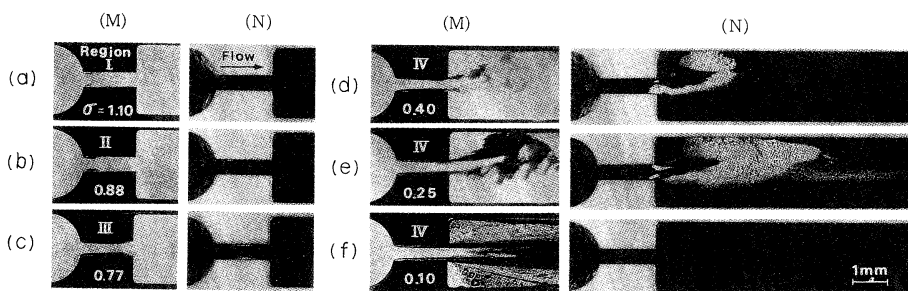 (M) (N) (M) (N)
(a) Region I σ=1.10 Flow
(b) II 0.88
(c) III 0.77
(d) IV 0.40
(e) IV 0.25
(f) IV 0.10 1mm